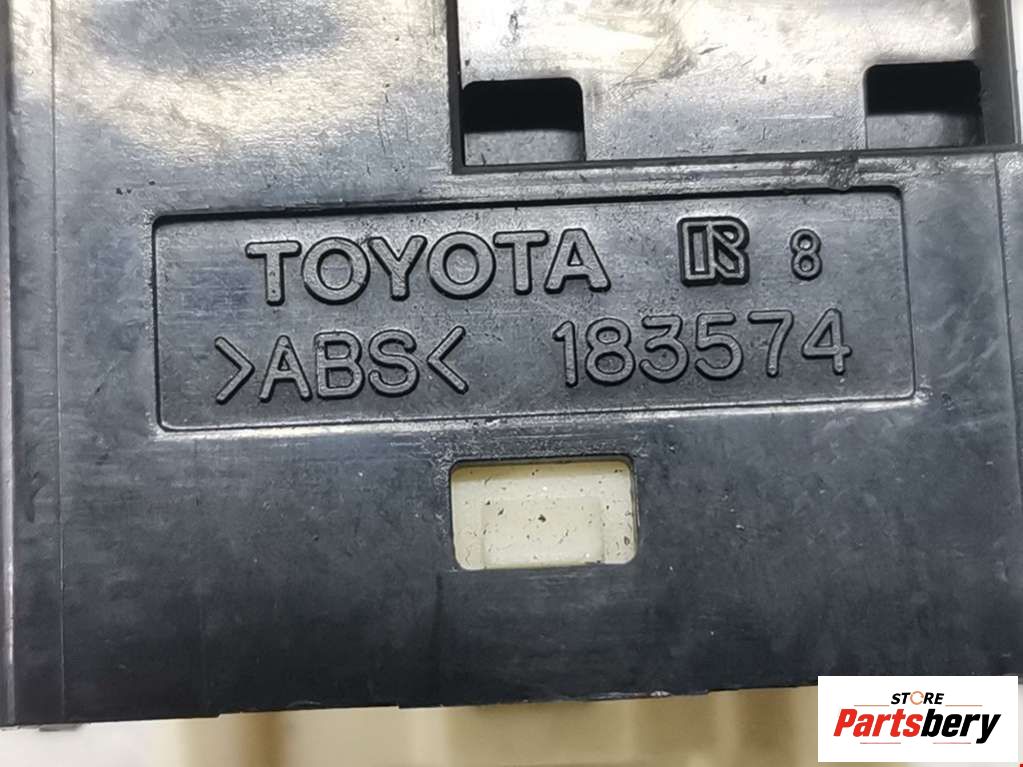 TOYOTA R 8
>ABS< 183574
STORE
Partsbery